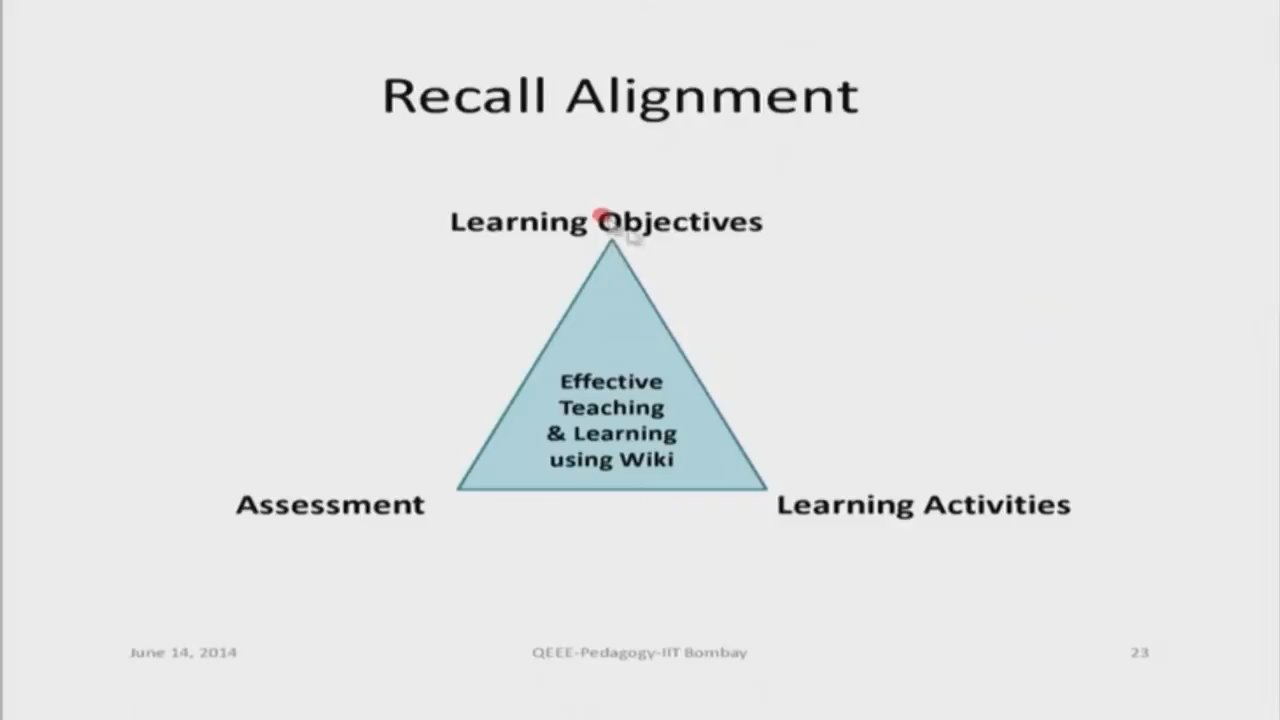 Recall Alignment
Learning Objectives
Effective
Teaching
& Learning
using Wiki
Assessment
Learning Activities
June 14, 2014
QEEE-Pedagogy-IIT Bombay
23